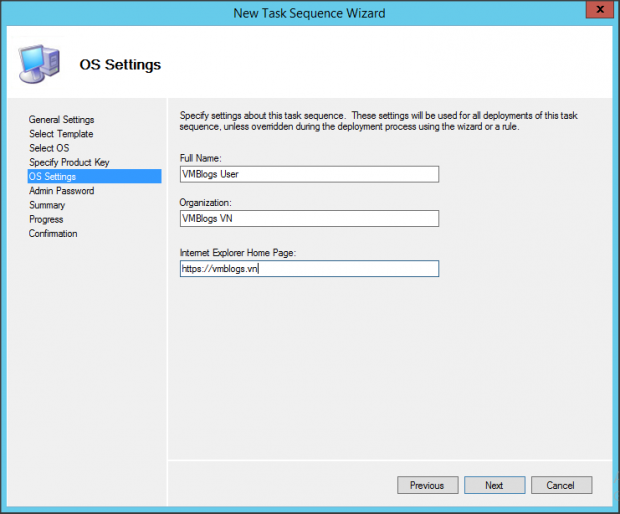 New Task Sequence Wizard
x
OS Settings
General Settings
Select Template
Select OS
Specify Product Key
OS Settings
Admin Password
Summary
Progress
Confirmation
Specify settings about this task sequence. These settings will be used for all deployments of this task
sequence, unless overridden during the deployment process using the wizard or a rule.
Full Name:
VMBlogs User
Organization:
VMBlogs VN
Internet Explorer Home Page:
https://vmblogs.vn
Previous
Next
Cancel